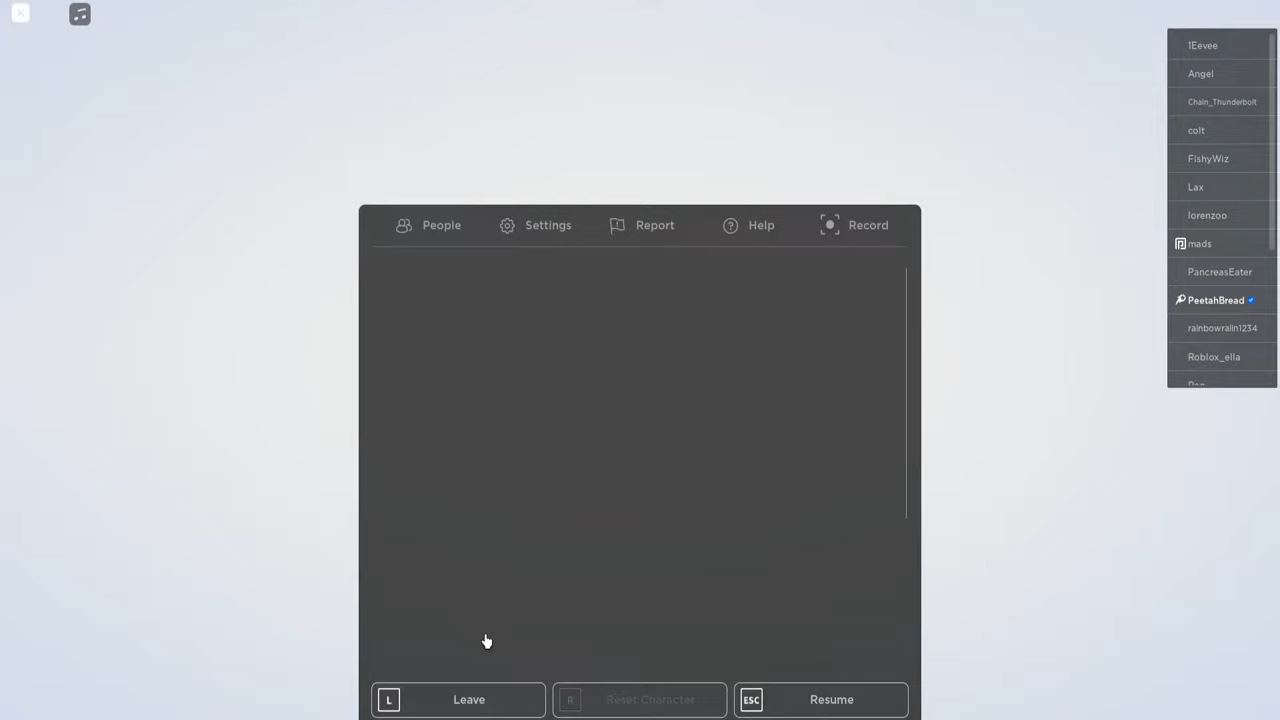 1Eevee
Angel
Chain_Thunderbolt
colt
FIshyWiz
Lax
lorenzoo
mads
PancreasEater
PeetahBread
rainbowralin1234
Roblox_ella
People
Settings
Report
Help
Record
L Leave
R Reset Character
ESC Resume